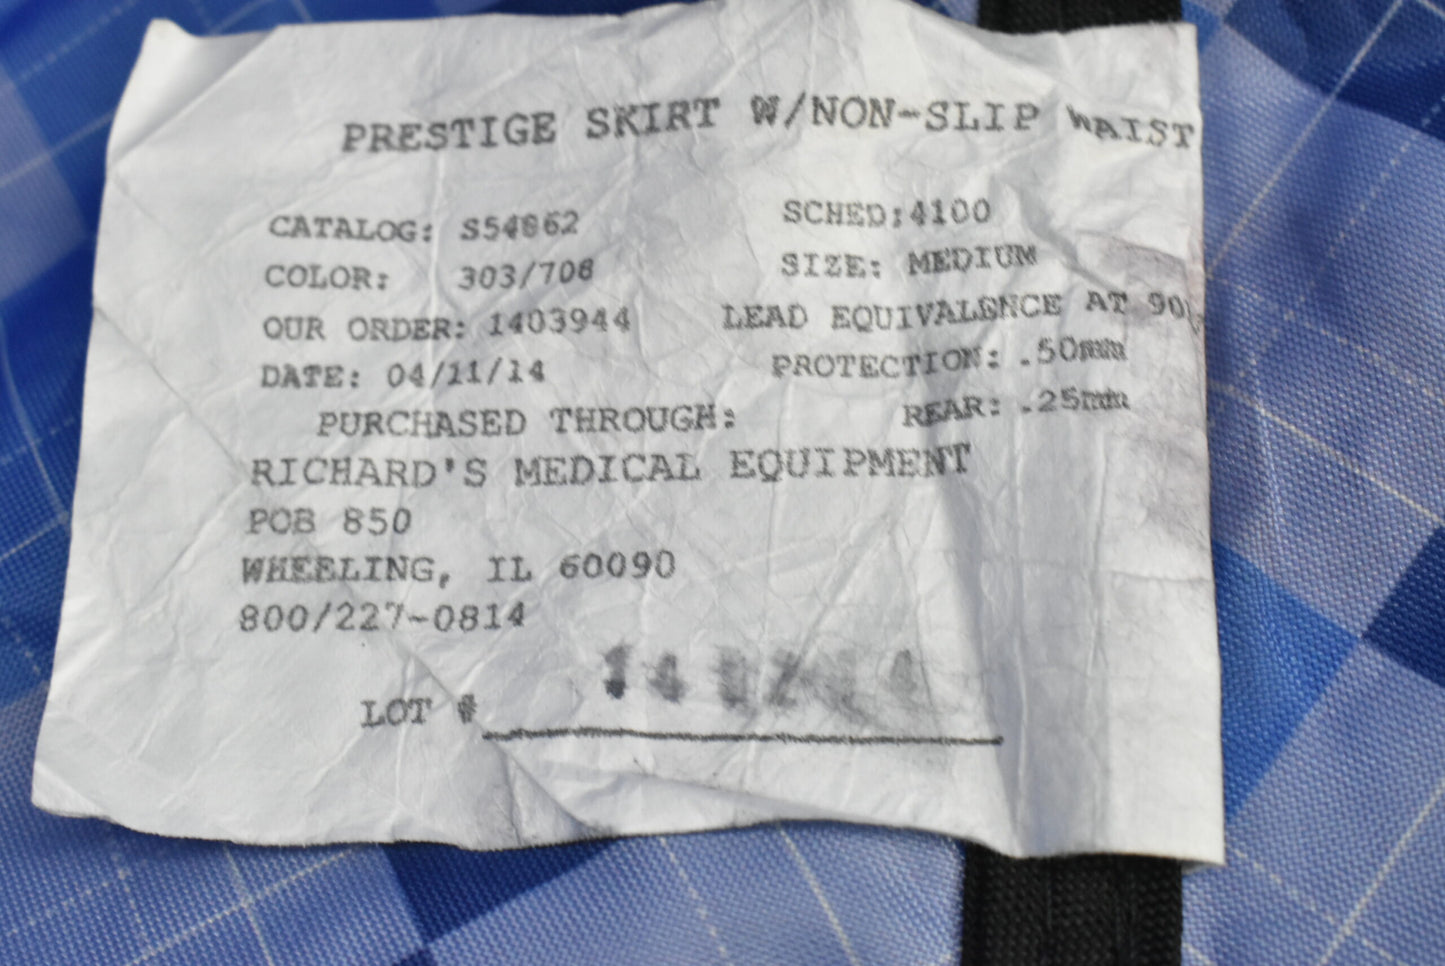 PRESTIGE SKIRT W/NON-SLIP WAIST
CATALOG: S54862 SCHED:4100
COLOR: 303/708 SIZE: MEDIUM
OUR ORDER: 1403944 LEAD EQUIVALENCE AT 90
DATE: 04/11/14 PROTECTION: .50mm
PURCHASED THROUGH: REAR: .25mm
RICHARD'S MEDICAL EQUIPMENT
POB 850
WHEELING, IL 60090
800/227-0814
LOT #